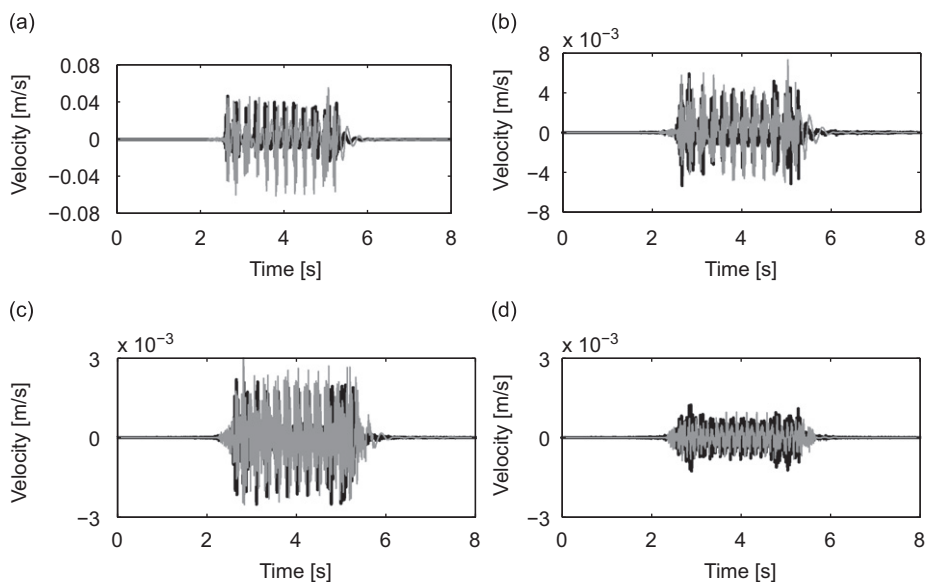 (a)
0.08
0.04
0
−0.04
−0.08
Velocity [m/s]
0 2 4 6 8
Time [s]
(b)
x 10−3
8
4
0
−4
−8
Velocity [m/s]
0 2 4 6 8
Time [s]
(c)
x 10−3
3
0
−3
Velocity [m/s]
0 2 4 6 8
Time [s]
(d)
x 10−3
3
0
−3
Velocity [m/s]
0 2 4 6 8
Time [s]